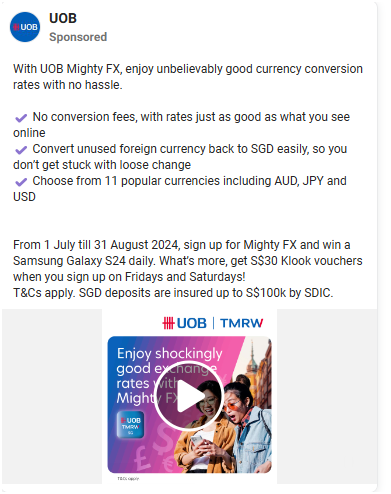 UOB
UOB
Sponsored
With UOB Mighty FX, enjoy unbelievably good currency conversion
rates with no hassle.
✔ No conversion fees, with rates just as good as what you see
online
✔ Convert unused foreign currency back to SGD easily, so you
don’t get stuck with loose change
✔ Choose from 11 popular currencies including AUD, JPY and
USD
From 1 July till 31 August 2024, sign up for Mighty FX and win a
Samsung Galaxy S24 daily. What’s more, get S$30 Klook vouchers
when you sign up on Fridays and Saturdays!
T&Cs apply. SGD deposits are insured up to S$100k by SDIC.
UOB | TMRW
Enjoy shockingly
good exchange
rates with
Mighty FX
UOB
TMRW
SG
$
£
T&Cs apply